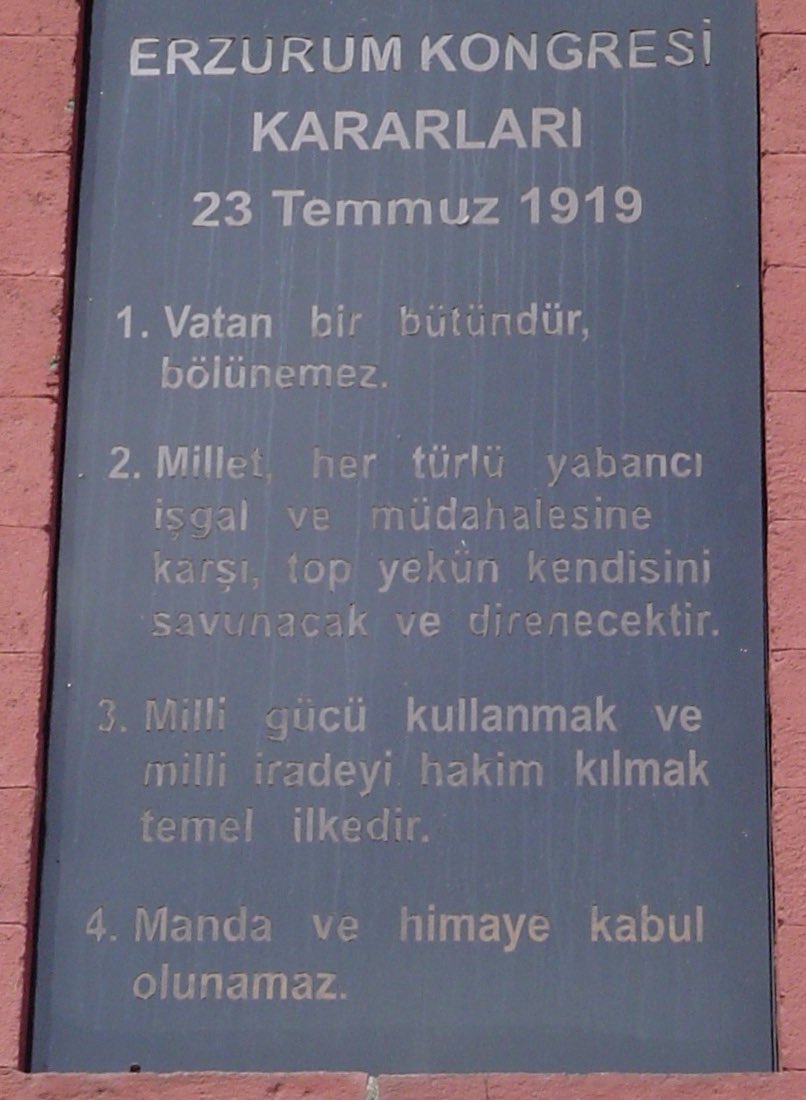 ERZURUM KONGRESİ
KARARLARI
23 Temmuz 1919
1. Vatan bir bütündür,
bölünemez.
2. Millet, her türlü yabancı
işgal ve müdahalesine
karşı, top yekün kendisini
savunacak ve direnecektir.
3. Milli gücü kullanmak ve
milli iradeyi hakim kılmak
temel ilkedir.
4. Manda ve himaye kabul
olunamaz.